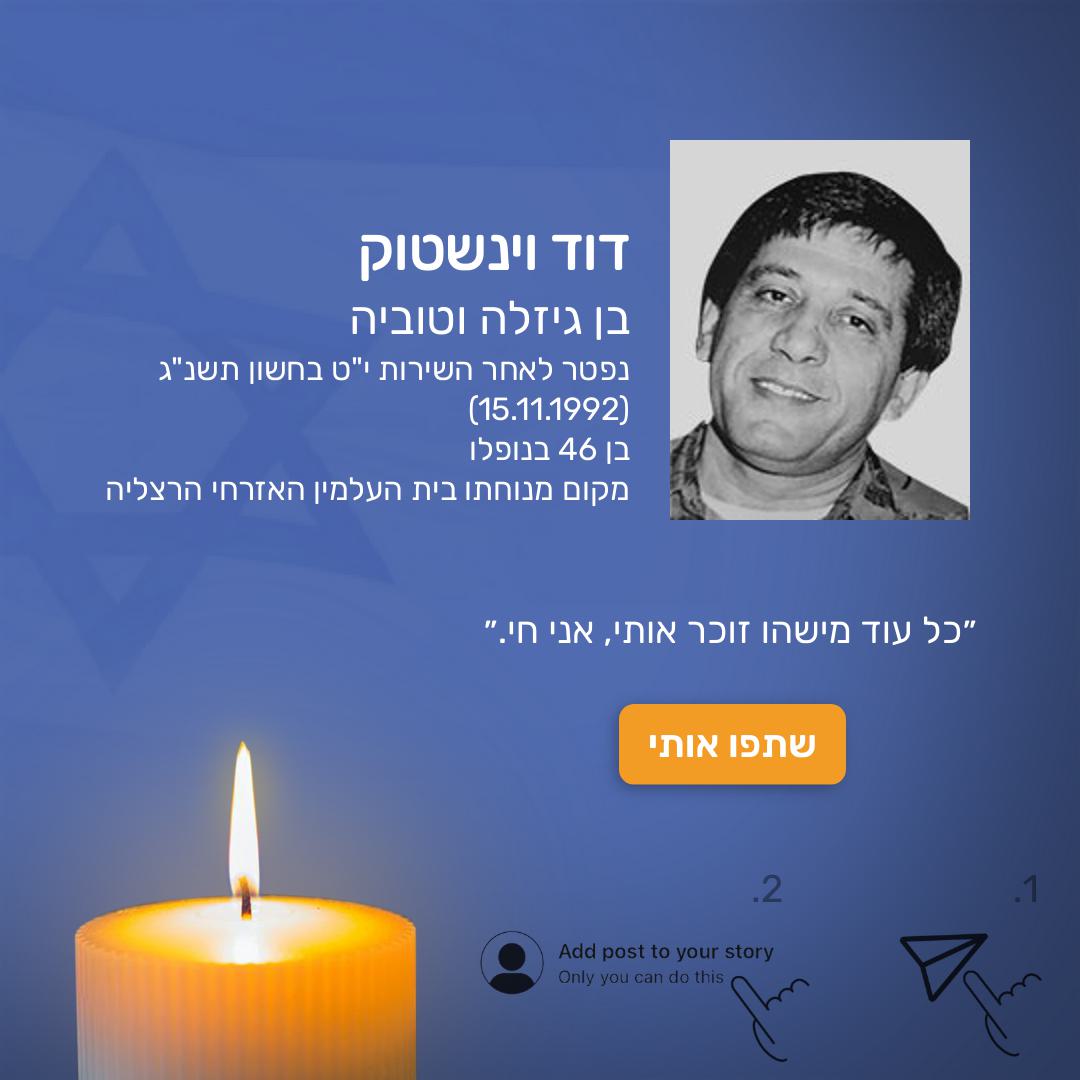 דוד וינשטוק
בן גיזלה וטוביה
נפטר לאחר השירות י"ט בחשון תשנ"ג
(15.11.1992)
בן 46 בנופלו
מקום מנוחתו בית העלמין האזרחי הרצליה
״כל עוד מישהו זוכר אותי, אני חי.״
שתפו אותי
.1
.2
Add post to your story
Only you can do this